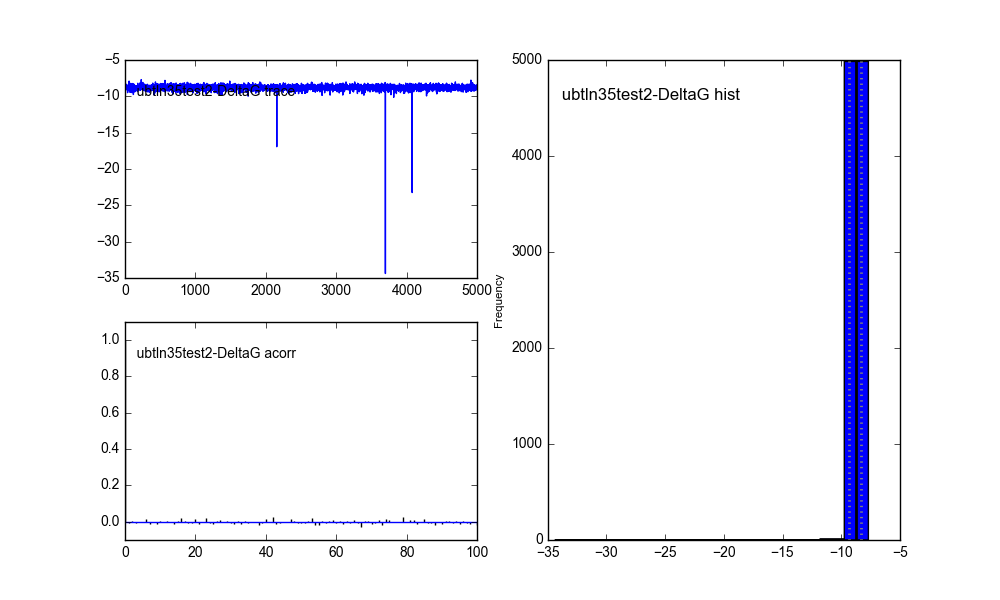 −5
ubtln35test2-DeltaG trace
−10
−15
−20
−25
−30
−35
0 1000 2000 3000 4000 5000
1.0
ubtln35test2-DeltaG acorr
0.8
0.6
0.4
0.2
0.0
0 20 40 60 80 100
5000
ubtln35test2-DeltaG hist
4000
3000
Frequency
2000
1000
0
−35 −30 −25 −20 −15 −10 −5